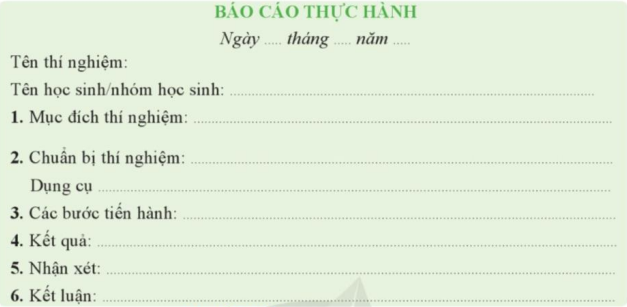 BÁO CÁO THỰC HÀNH
Ngày ..... tháng ..... năm .....
Tên thí nghiệm:
Tên học sinh/nhóm học sinh: ..........
1. Mục đích thí nghiệm: ..........
2. Chuẩn bị thí nghiệm: ..........
Dụng cụ ..........
3. Các bước tiến hành: ..........
4. Kết quả: ..........
5. Nhận xét: ..........
6. Kết luận: ..........